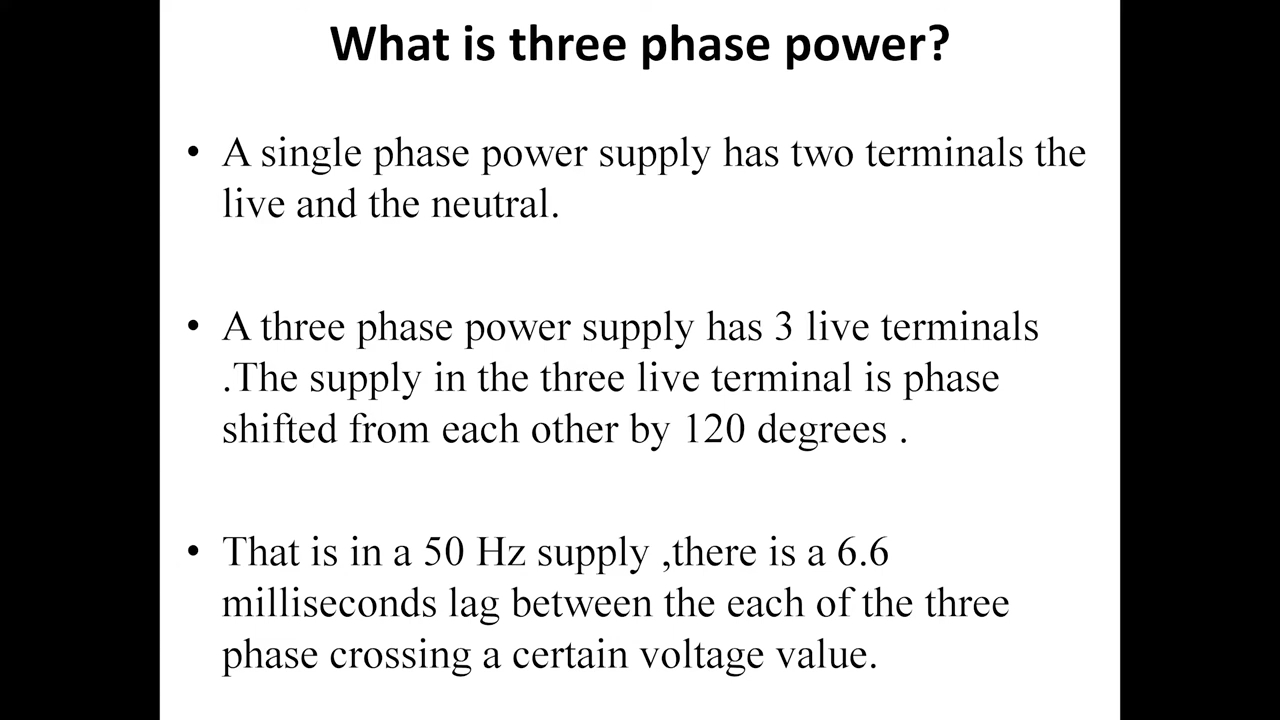 What is three phase power?
• A single phase power supply has two terminals the
live and the neutral.
• A three phase power supply has 3 live terminals
.The supply in the three live terminal is phase
shifted from each other by 120 degrees .
• That is in a 50 Hz supply ,there is a 6.6
milliseconds lag between the each of the three
phase crossing a certain voltage value.